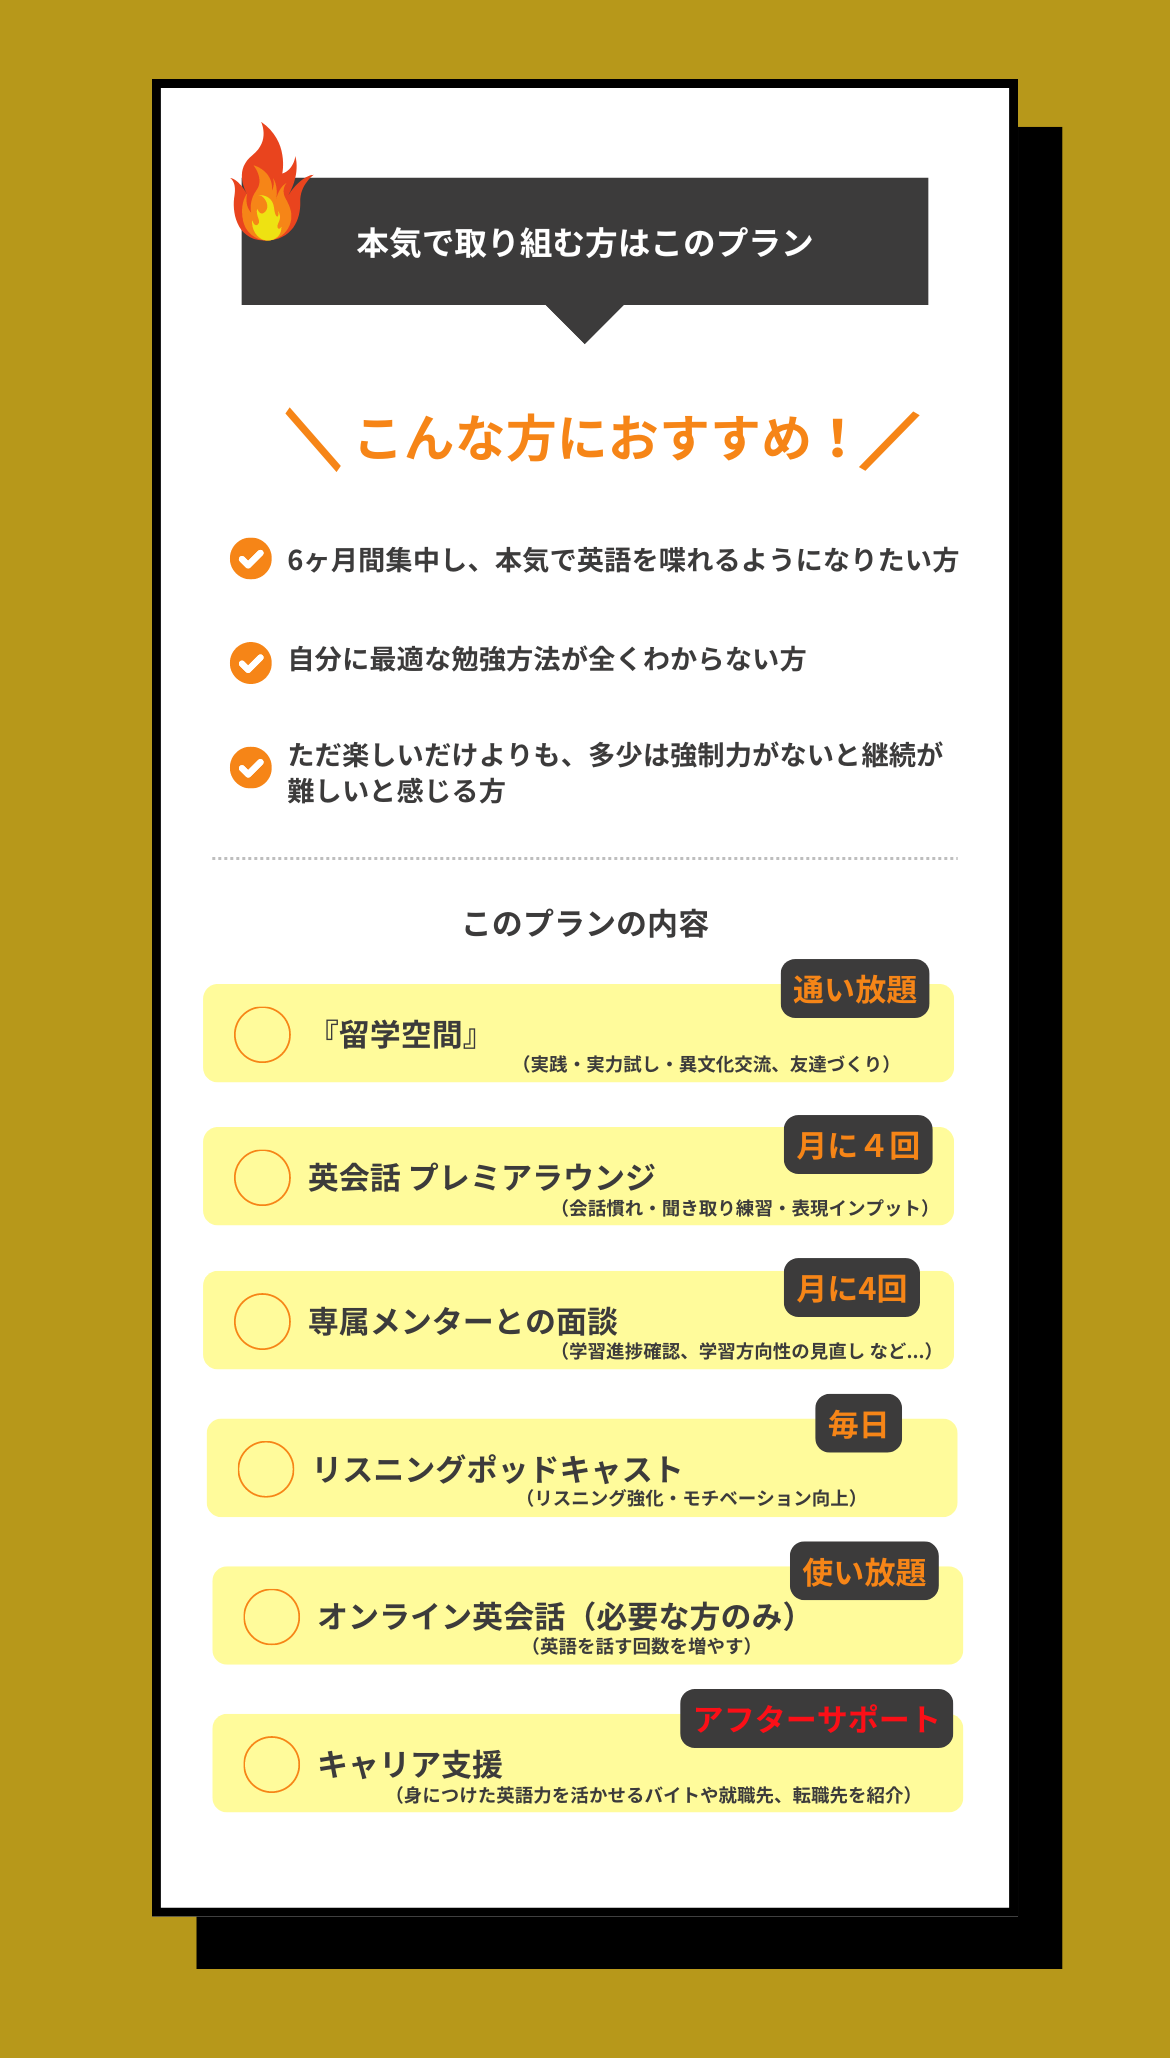 本気で取り組む方はこのプラン
＼ こんな方におすすめ！／
6ヶ月間集中し、本気で英語を喋れるようになりたい方
自分に最適な勉強方法が全くわからない方
ただ楽しいだけよりも、多少は強制力がないと継続が
難しいと感じる方
このプランの内容
通い放題
『留学空間』
（実践・実力試し・異文化交流、友達づくり）
月に４回
英会話 プレミアラウンジ
（会話慣れ・聞き取り練習・表現インプット）
月に4回
専属メンターとの面談
（学習進捗確認、学習方向性の見直し など...）
毎日
リスニングポッドキャスト
（リスニング強化・モチベーション向上）
使い放題
オンライン英会話（必要な方のみ）
（英語を話す回数を増やす）
アフターサポート
キャリア支援
（身につけた英語力を活かせるバイトや就職先、転職先を紹介）